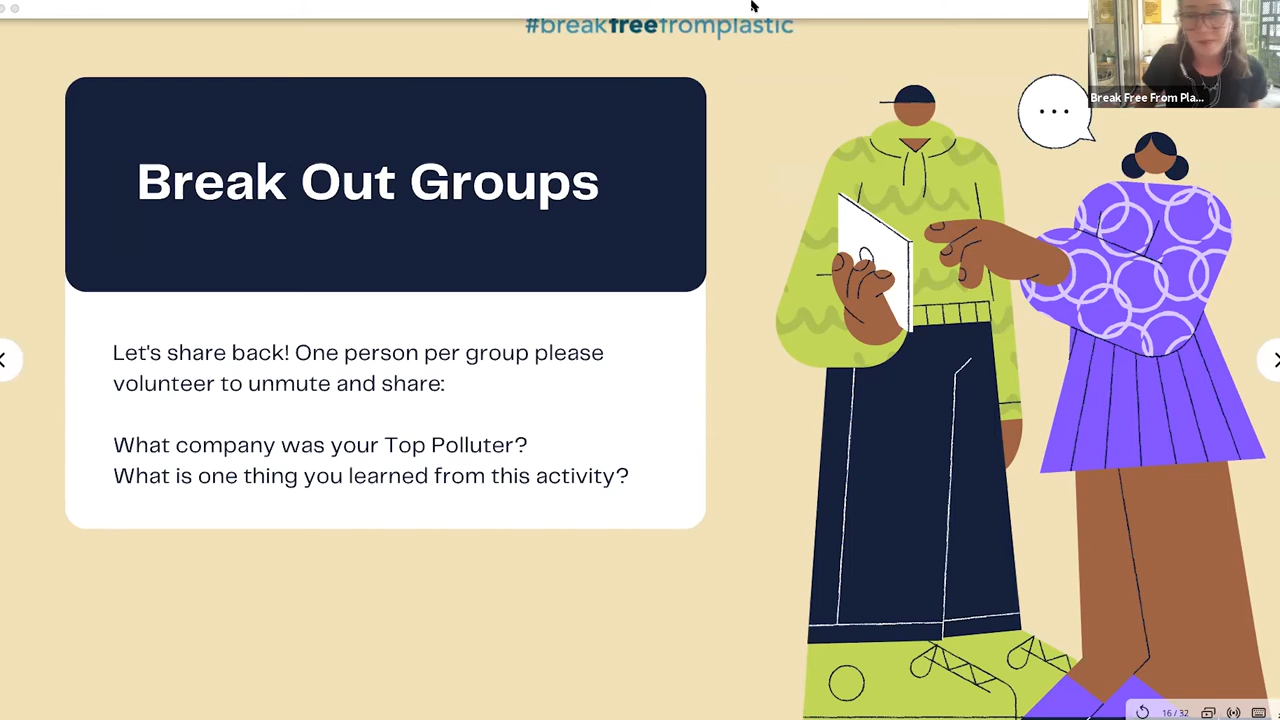 #breakfreefromplastic
Break Free From Pla...
Break Out Groups
Let's share back! One person per group please
volunteer to unmute and share:
What company was your Top Polluter?
What is one thing you learned from this activity?
16 / 32